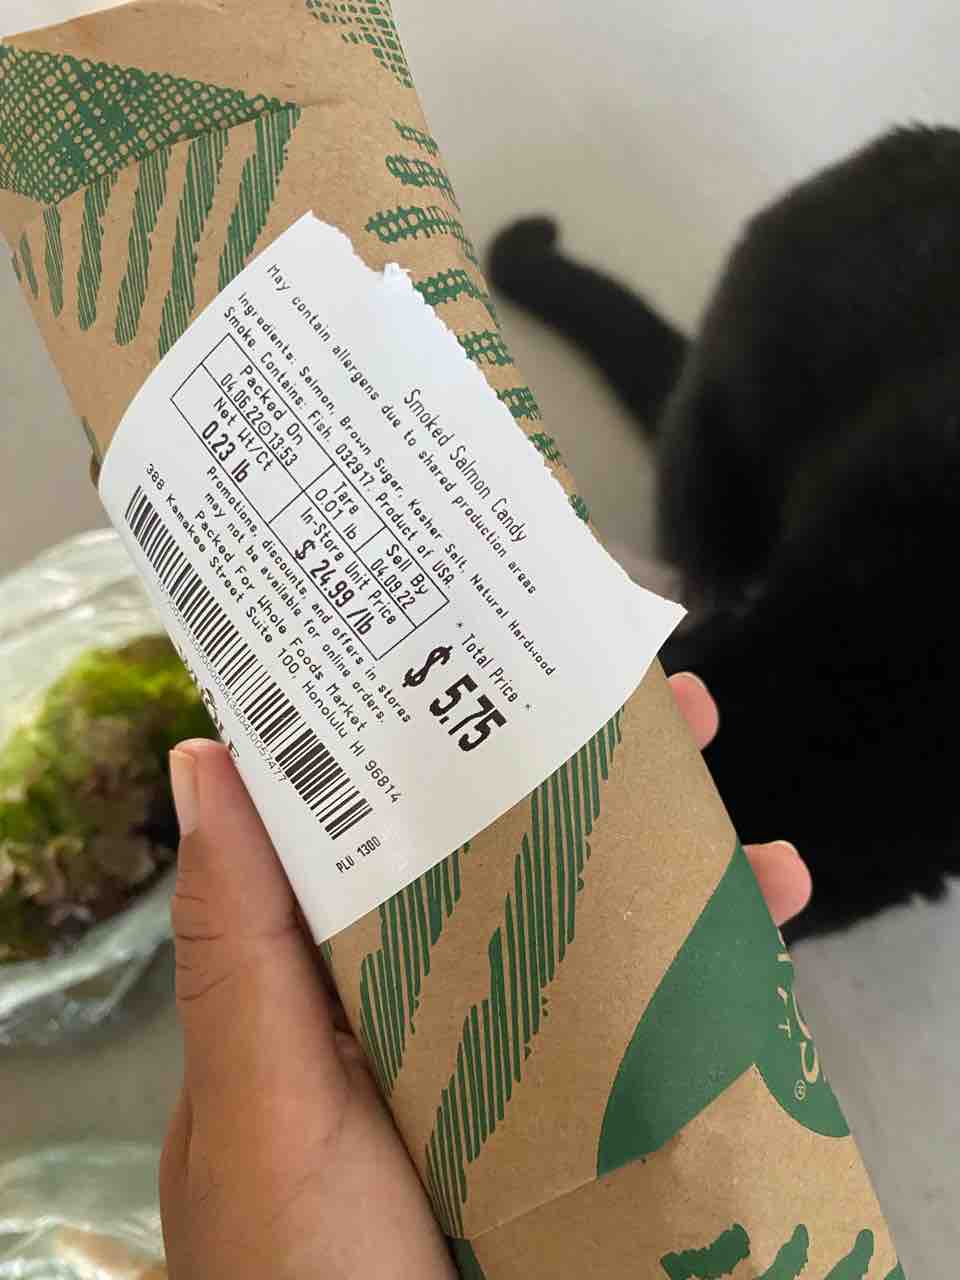 Smoked Salmon Candy
May contain allergens due to shared production areas
Ingredients: Salmon, Brown Sugar, Kosher Salt, Natural Hardwood
Smoke. Contains: Fish. 032917. Product of USA
Packed On
04.06.22 13:53
Tare
0.01 lb
Sell By
04.09.22
Net Wt/Ct
0.23 lb
In-Store Unit Price
$ 24.99 /lb
* Total Price *
$ 5.75
Promotions, discounts, and offers in stores
may not be available for online orders.
Packed For Whole Foods Market
388 Kamakee Street Suite 100 Honolulu HI 96814
PLU 1300